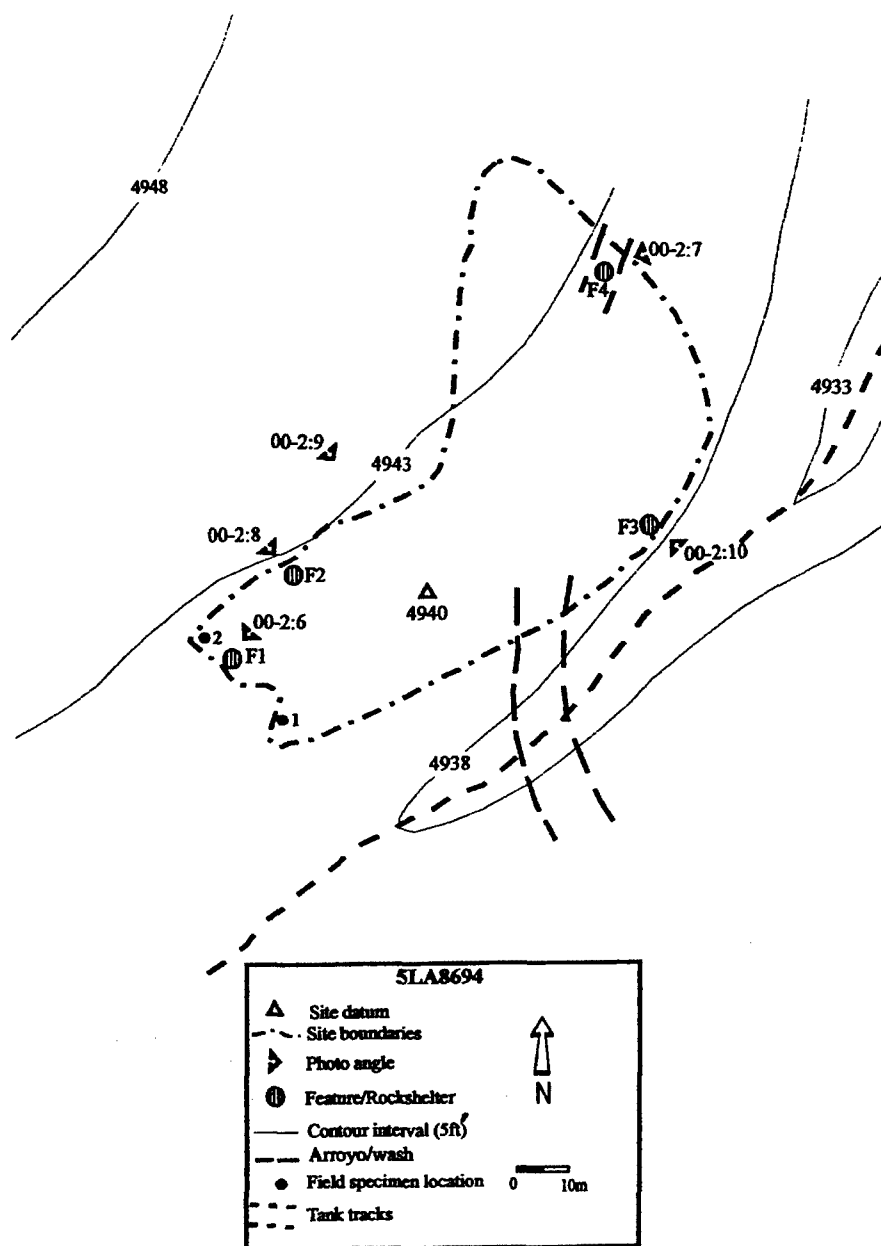 4948
00-2:7
F4
4933
00-2:9
4943
00-2:8
F3
00-2:10
F2
4940
00-2:6
2
F1
1
4938
5LA8694
Site datum
Site boundaries
Photo angle
Feature/Rockshelter
N
Contour interval (5ft)
Arroyo/wash
Field specimen location
0 10m
Tank tracks